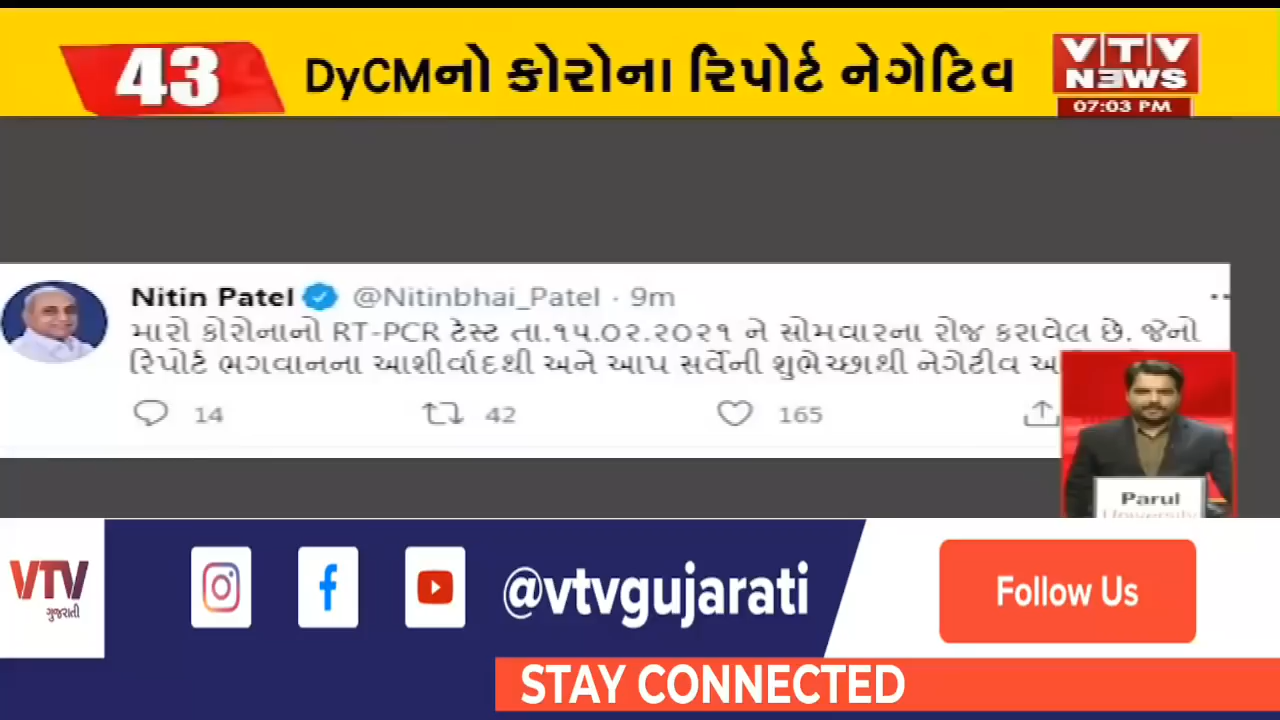 43
DyCMનો કોરોના રિપોર્ટ નેગેટિવ
VTV
NEWS
07:03 PM
Nitin Patel @Nitinbhai_Patel · 9m
મારો કોરોનાનો RT-PCR ટેસ્ટ તા.૧૫.૦૨.૨૦૨૧ ને સોમવારના રોજ કરાવેલ છે. જેનો
રિપોર્ટ ભગવાનના આશીર્વાદથી અને આપ સર્વેની શુભેચ્છાથી નેગેટીવ
14 42 165
Parul
University
VTV
ગુજરાતી
@vtvgujarati
Follow Us
STAY CONNECTED